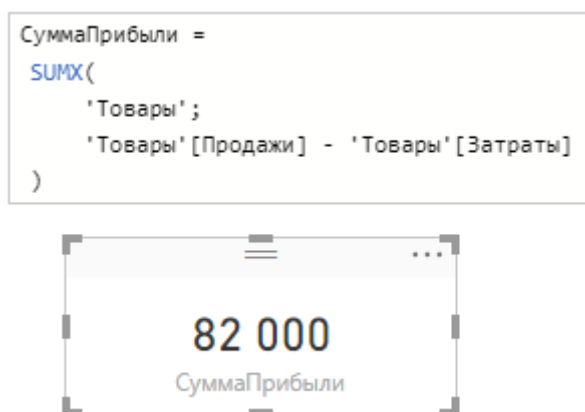 СуммаПрибыли =
SUMX(
'Товары';
'Товары'[Продажи] - 'Товары'[Затраты]
)
82 000
СуммаПрибыли